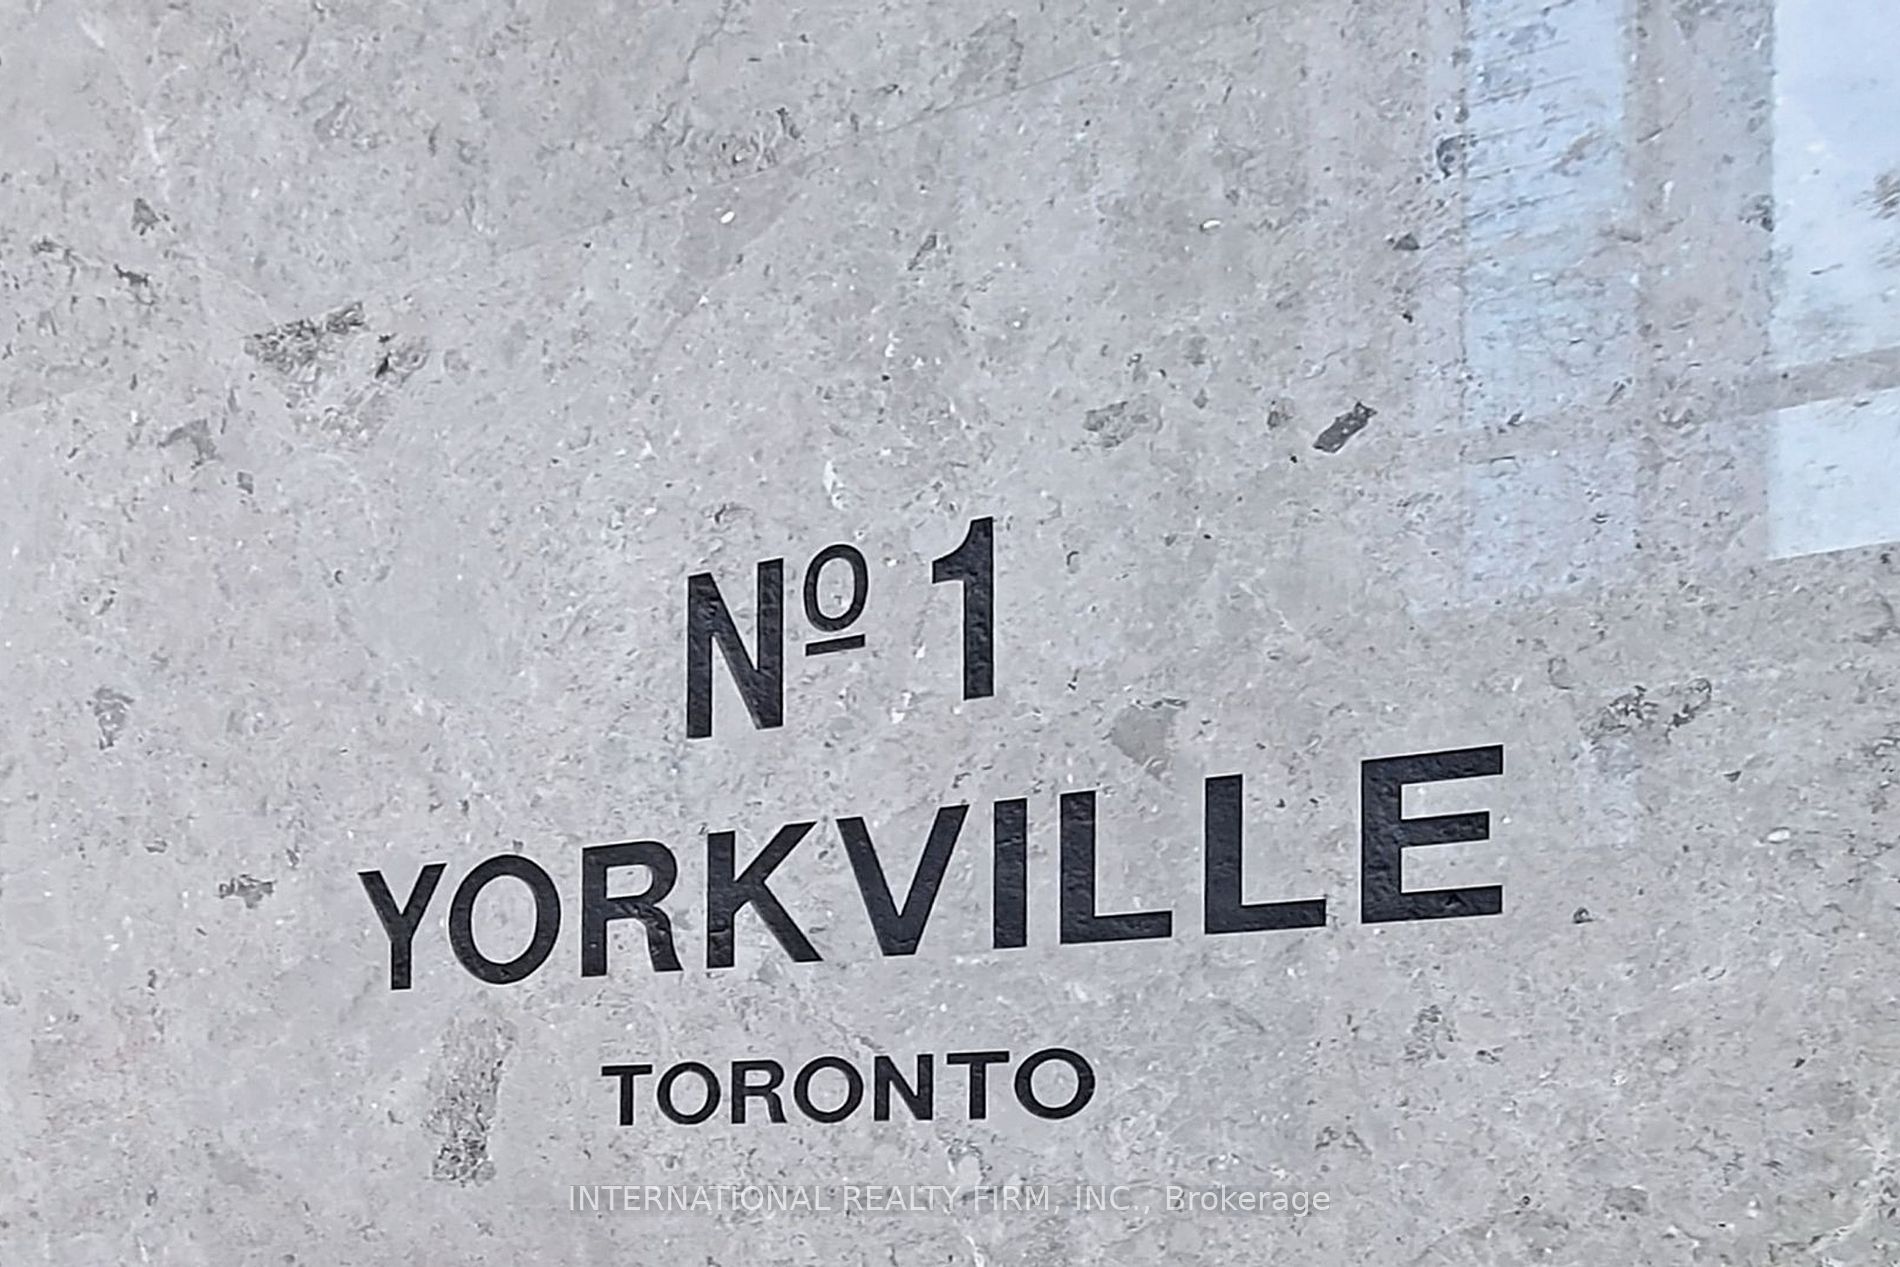 Nº 1
YORKVILLE
TORONTO
INTERNATIONAL REALTY FIRM, INC., Brokerage